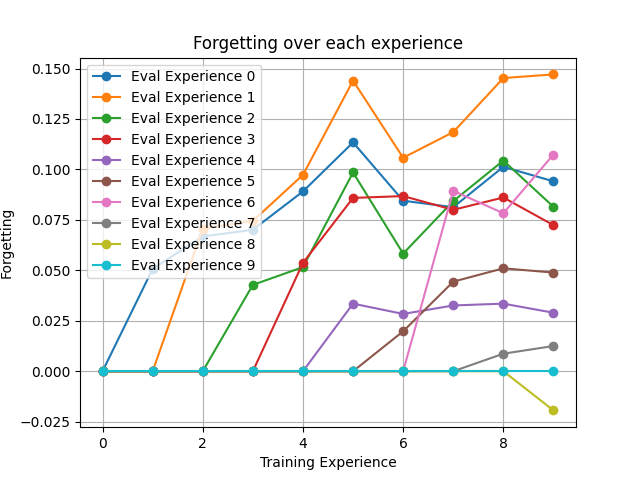 Forgetting over each experience
0.150
0.125
0.100
0.075
0.050
0.025
0.000
−0.025
Forgetting
Eval Experience 0
Eval Experience 1
Eval Experience 2
Eval Experience 3
Eval Experience 4
Eval Experience 5
Eval Experience 6
Eval Experience 7
Eval Experience 8
Eval Experience 9
0 2 4 6 8
Training Experience